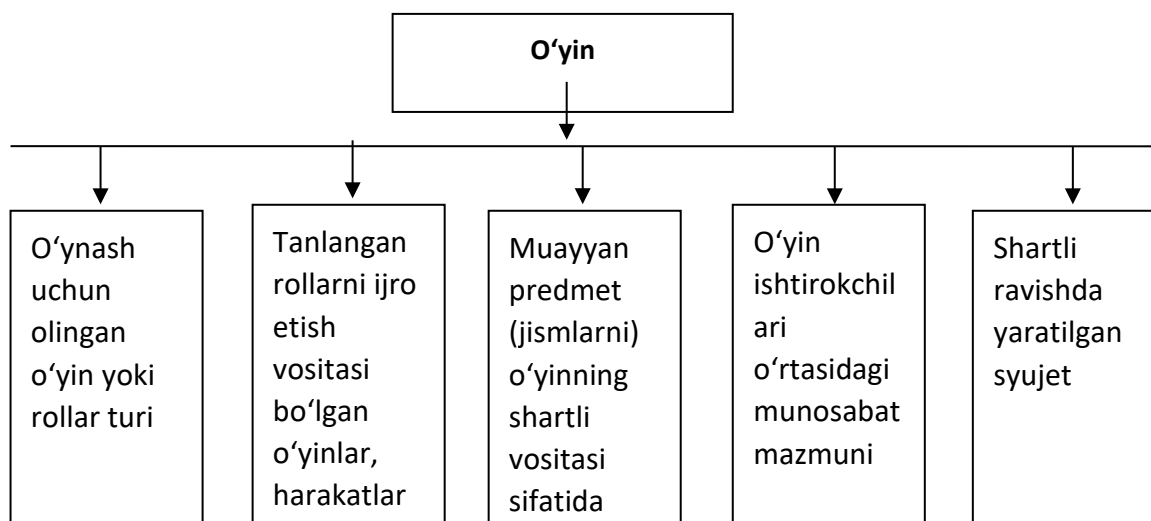 O‘yin
O‘ynash
uchun
olingan
o‘yin yoki
rollar turi
Tanlangan
rollarni ijro
etish
vositasi
bo‘lgan
o‘yinlar,
harakatlar
Muayyan
predmet
(jismlarni)
o‘yinning
shartli
vositasi
sifatida
O‘yin
ishtirokchil
ari
o‘rtasidagi
munosabat
mazmuni
Shartli
ravishda
yaratilgan
syujet